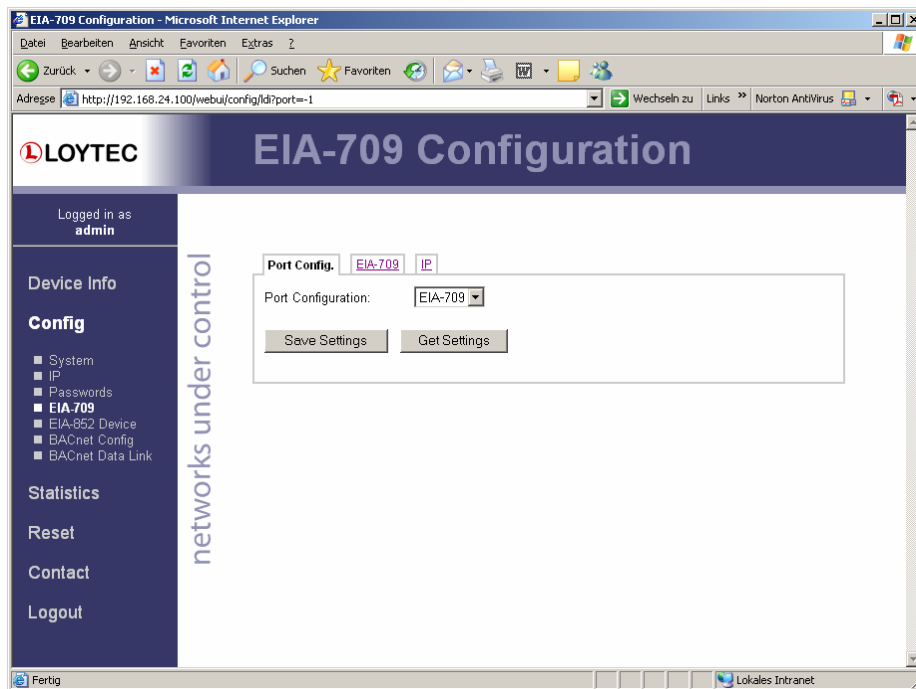 EIA-709 Configuration - Microsoft Internet Explorer
Datei Bearbeiten Ansicht Favoriten Extras ?
Zurück Suchen Favoriten
Adresse http://192.168.24.100/webui/config/ldi?port=-1 Wechseln zu Links » Norton AntiVirus
LOYTEC
EIA-709 Configuration
Logged in as
admin
Device Info
Config
System
IP
Passwords
EIA-709
EIA-852 Device
BACnet Config
BACnet Data Link
Statistics
Reset
Contact
Logout
networks under control
Port Config. EIA-709 IP
Port Configuration: EIA-709
Save Settings Get Settings
Fertig Lokales Intranet